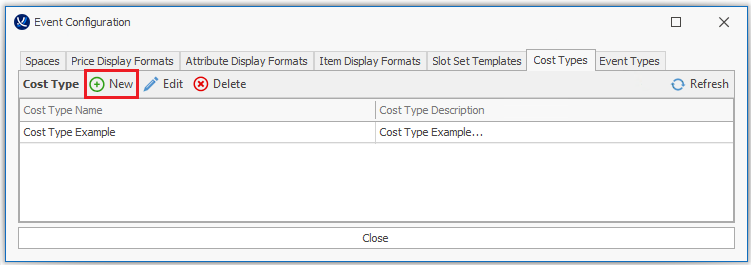 Event Configuration
Spaces Price Display Formats Attribute Display Formats Item Display Formats Slot Set Templates Cost Types Event Types
Cost Type New Edit Delete Refresh
Cost Type Name Cost Type Description
Cost Type Example Cost Type Example...
Close